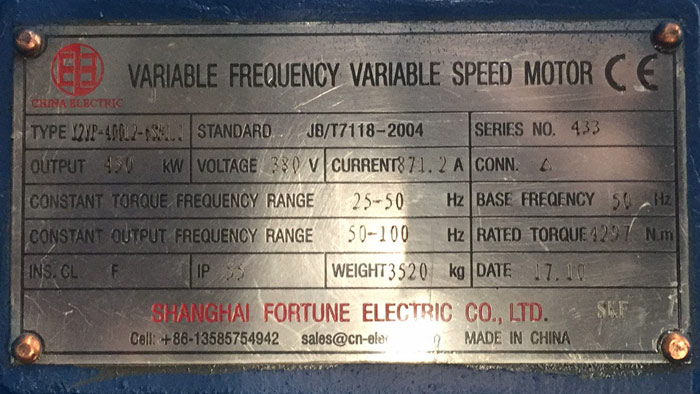 VARIABLE FREQUENCY VARIABLE SPEED MOTOR CE
CHINA ELECTRIC
TYPE STANDARD JB/T7118-2004 SERIES NO. 433
OUTPUT 450 kW VOLTAGE 380 V CURRENT 871.2 A CONN. Δ
CONSTANT TORQUE FREQUENCY RANGE 25-50 Hz BASE FREQENCY 50 Hz
CONSTANT OUTPUT FREQUENCY RANGE 50-100 Hz RATED TORQUE 4297 N.m
INS.CL F IP 55 WEIGHT 3520 kg DATE 17.10
SHANGHAI FORTUNE ELECTRIC CO., LTD. SKF
Cell: +86-13585754942 MADE IN CHINA